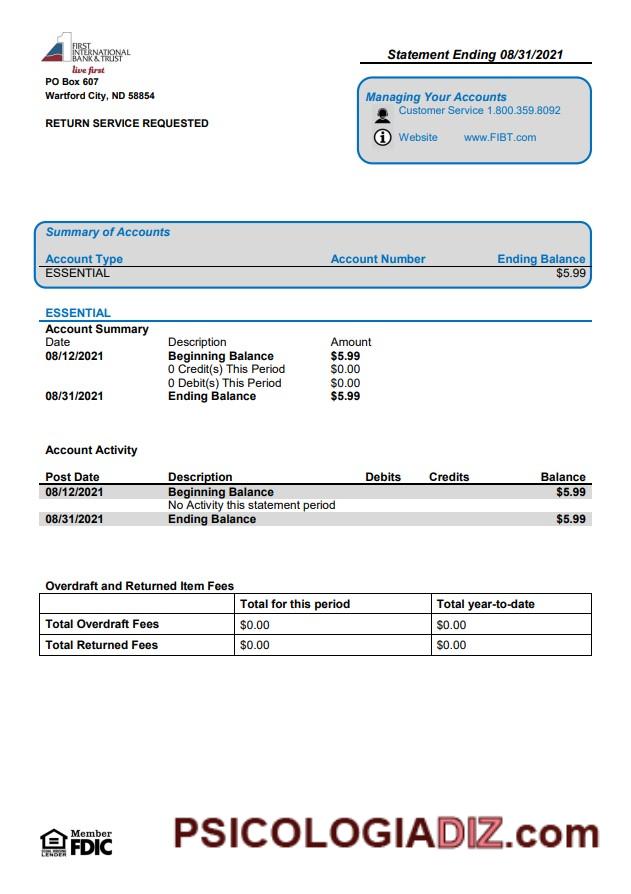 FIRST
INTERNATIONAL
BANK & TRUST
live first
PO Box 607
Wartford City, ND 58854
RETURN SERVICE REQUESTED
Statement Ending 08/31/2021
Managing Your Accounts
Customer Service 1.800.359.8092
Website www.FIBT.com
Summary of Accounts
Account Type Account Number Ending Balance
ESSENTIAL $5.99
ESSENTIAL
Account Summary
Date Description Amount
08/12/2021 Beginning Balance $5.99
0 Credit(s) This Period $0.00
0 Debit(s) This Period $0.00
08/31/2021 Ending Balance $5.99
Account Activity
Post Date Description Debits Credits Balance
08/12/2021 Beginning Balance $5.99
No Activity this statement period
08/31/2021 Ending Balance $5.99
Overdraft and Returned Item Fees
Total for this period Total year-to-date
Total Overdraft Fees $0.00 $0.00
Total Returned Fees $0.00 $0.00
EQUAL HOUSING
LENDER
Member
FDIC
PSICOLOGIADIZ.com